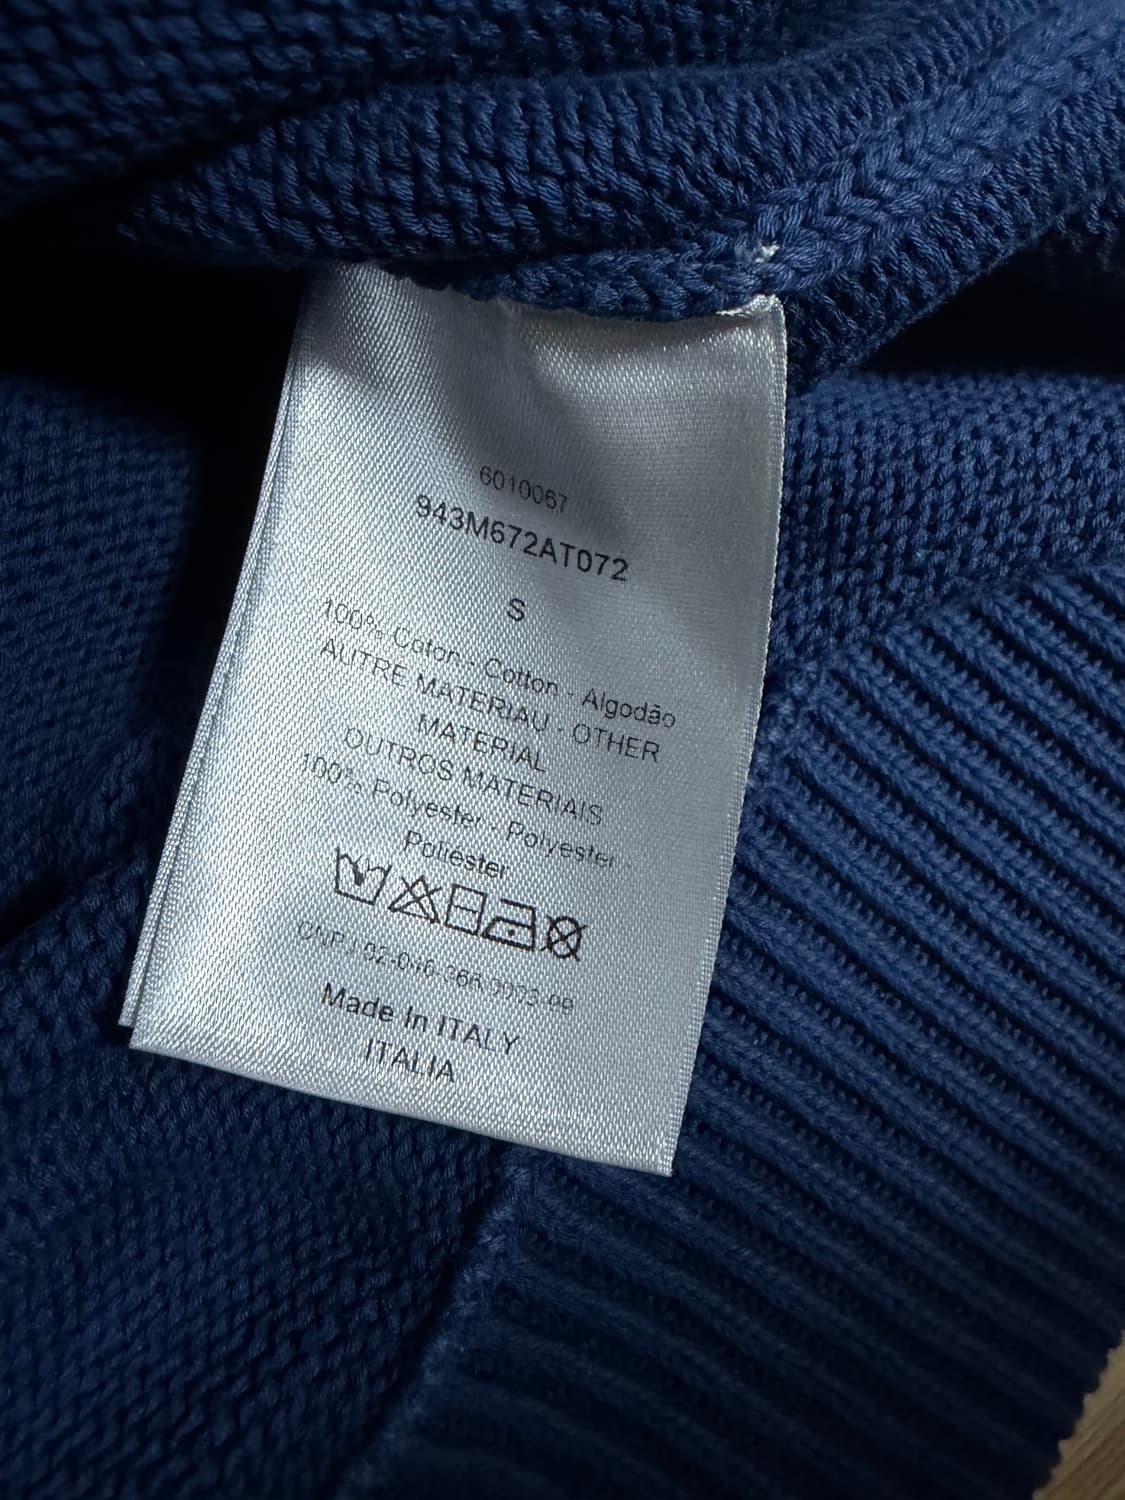 6010067
943M672AT072
S
100% Coton - Cotton - Algodão
AUTRE MATERIAU - OTHER
MATERIAL
OUTROS MATERIAIS
100% Polyester - Polyester -
Poliester
CNPJ
Made In ITALY
ITALIA